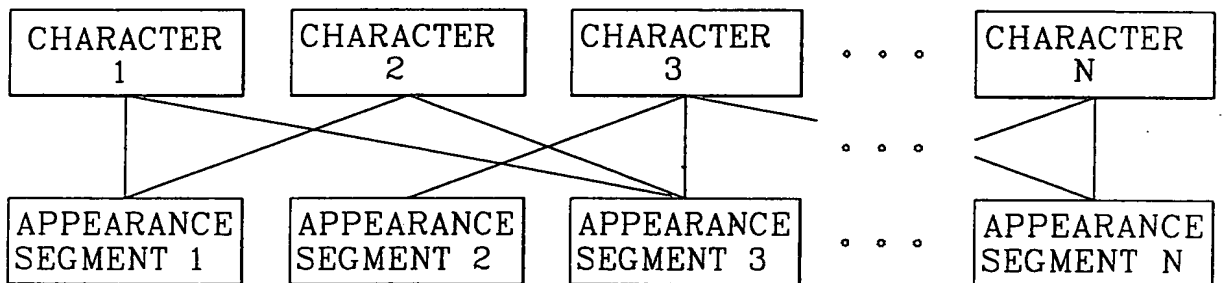 CHARACTER
1
CHARACTER
2
CHARACTER
3
CHARACTER
N
APPEARANCE
SEGMENT 1
APPEARANCE
SEGMENT 2
APPEARANCE
SEGMENT 3
APPEARANCE
SEGMENT N